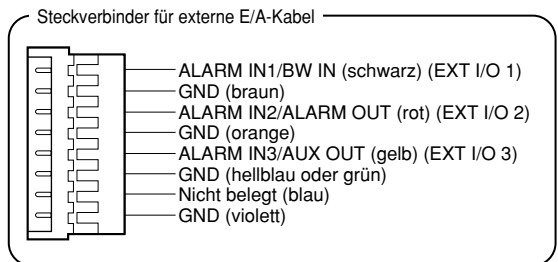 Steckverbinder für externe E/A-Kabel
ALARM IN1/BW IN (schwarz) (EXT I/O 1)
GND (braun)
ALARM IN2/ALARM OUT (rot) (EXT I/O 2)
GND (orange)
ALARM IN3/AUX OUT (gelb) (EXT I/O 3)
GND (hellblau oder grün)
Nicht belegt (blau)
GND (violett)